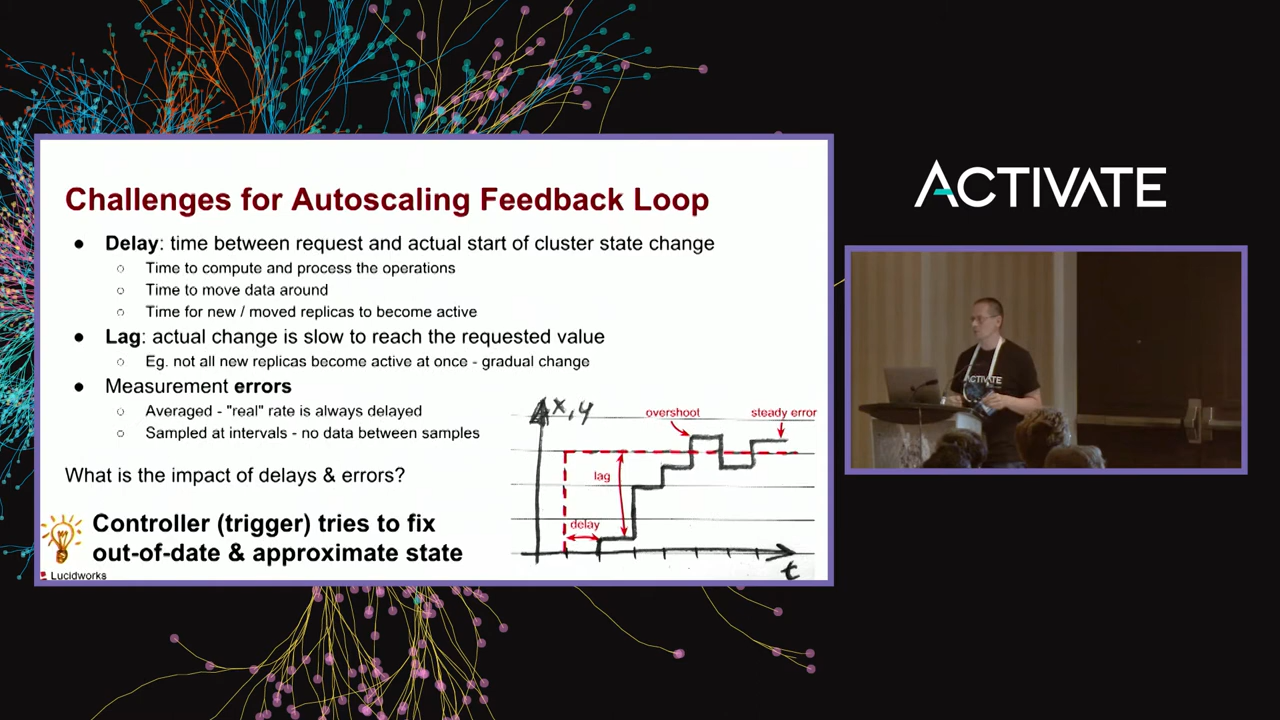 Challenges for Autoscaling Feedback Loop
● Delay: time between request and actual start of cluster state change
○ Time to compute and process the operations
○ Time to move data around
○ Time for new / moved replicas to become active
● Lag: actual change is slow to reach the requested value
○ Eg. not all new replicas become active at once - gradual change
● Measurement errors
○ Averaged - "real" rate is always delayed
○ Sampled at intervals - no data between samples
What is the impact of delays & errors?
Controller (trigger) tries to fix
out-of-date & approximate state
Lucidworks
x,y
overshoot
steady error
lag
delay
t
ACTIVATE
ACTIVATE